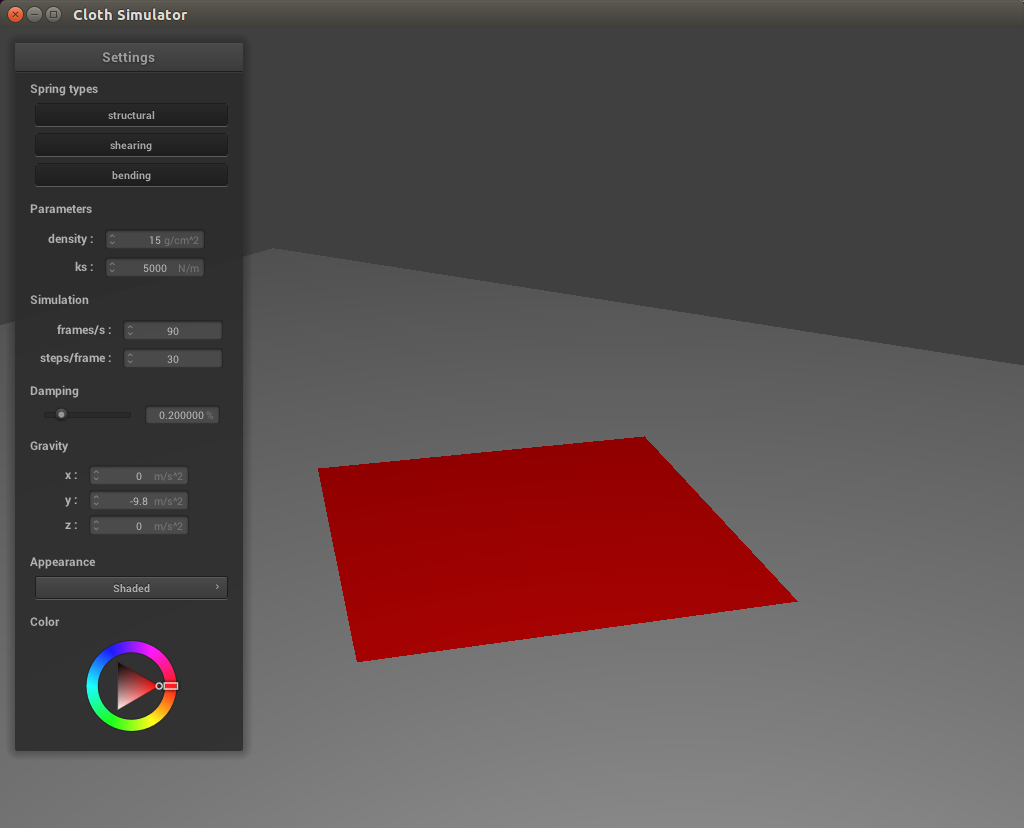 Cloth Simulator
Settings
Spring types
structural
shearing
bending
Parameters
density : 15 g/cm^2
ks : 5000 N/m
Simulation
frames/s : 90
steps/frame : 30
Damping
0.200000 %
Gravity
x : 0 m/s^2
y : -9.8 m/s^2
z : 0 m/s^2
Appearance
Shaded
Color